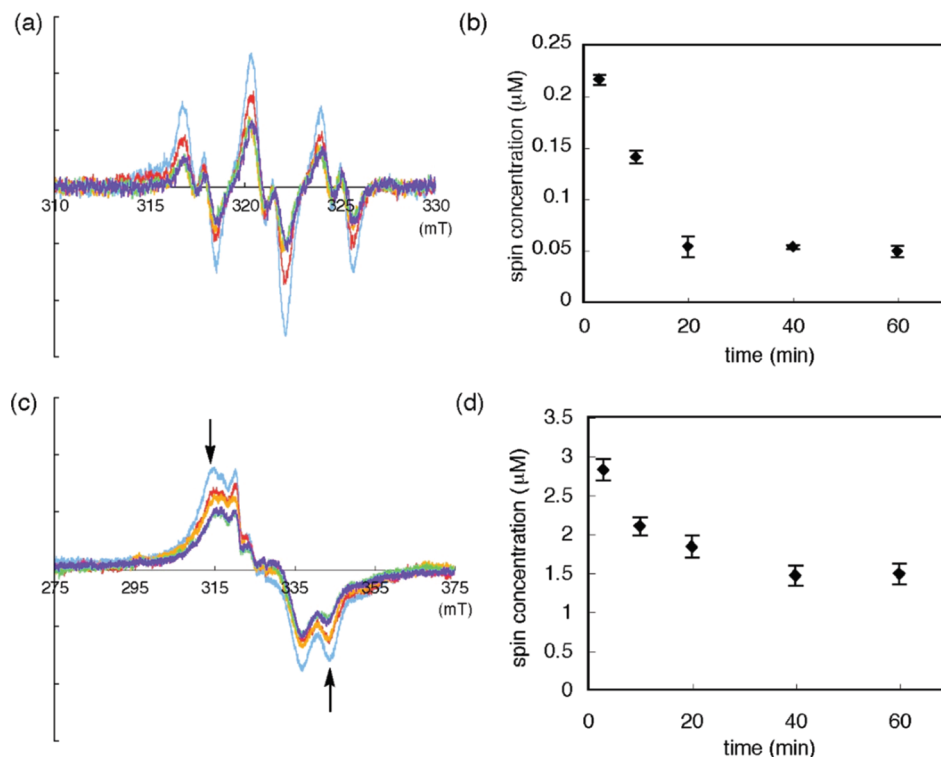 (a)
310 315 320 325 330
(mT)
(b)
0.25
0.2
0.15
0.1
0.05
0
0 20 40 60
spin concentration (μM)
time (min)
(c)
275 295 315 335 355 375
(mT)
(d)
3.5
3
2.5
2
1.5
1
0.5
0
0 20 40 60
spin concentration (μM)
time (min)